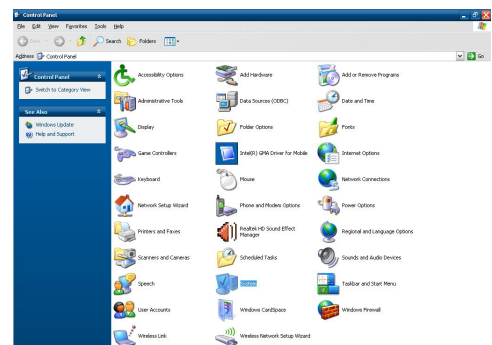 Control Panel
File Edit View Favorites Tools Help
Back Search Folders
Address Control Panel Go
Control Panel
Switch to Category View
See Also
Windows Update
Help and Support
Accessibility Options Add Hardware Add or Remove Programs
Administrative Tools Data Sources (ODBC) Date and Time
Display Folder Options Fonts
Game Controllers Intel(R) GMA Driver for Mobile Internet Options
Keyboard Mouse Network Connections
Network Setup Wizard Phone and Modem Options Power Options
Printers and Faxes Realtek HD Sound Effect Regional and Language Options
Manager
Scanners and Cameras Scheduled Tasks Sounds and Audio Devices
Speech System Taskbar and Start Menu
User Accounts Windows CardSpace Windows Firewall
Wireless Link Wireless Network Setup Wizard